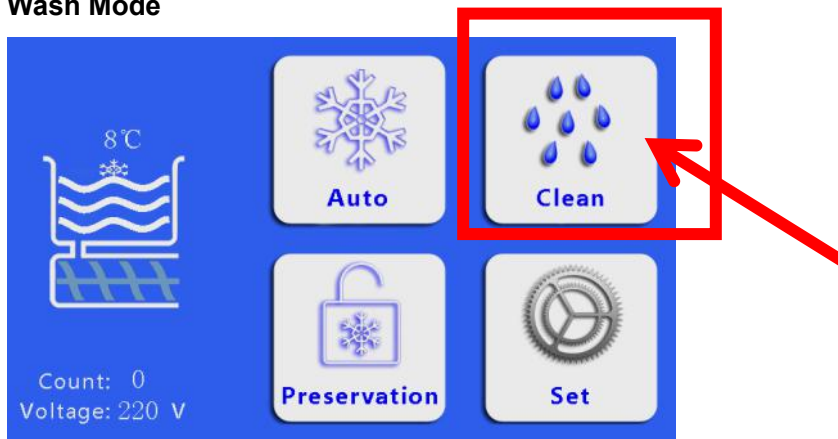 Wash Mode
8℃
Auto
Clean
Preservation
Set
Count: 0
Voltage: 220 V